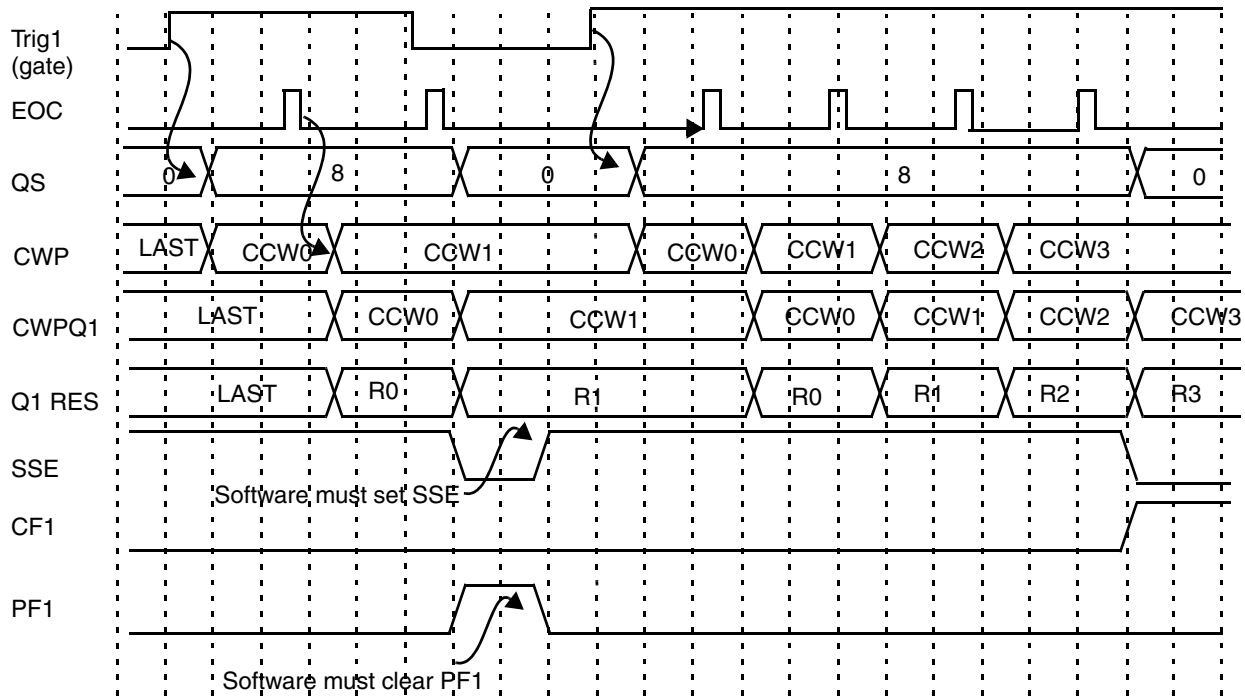 Trig1
(gate)
EOC
QS
0
8
0
8
0
CWP
LAST
CCW0
CCW1
CCW0
CCW1
CCW2
CCW3
CWPQ1
LAST
CCW0
CCW1
CCW0
CCW1
CCW2
CCW3
Q1 RES
LAST
R0
R1
R0
R1
R2
R3
SSE
Software must set SSE
CF1
PF1
Software must clear PF1